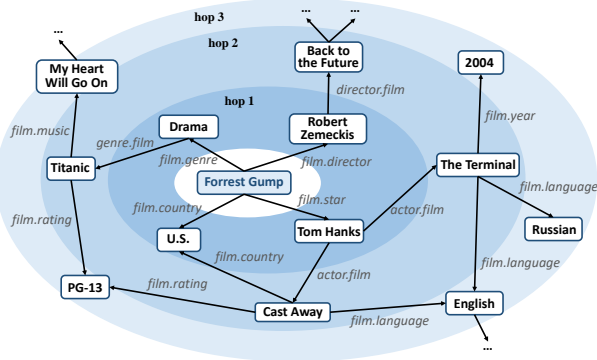 hop 3
...
...
...
hop 2
Back to
the Future
2004
My Heart
Will Go On
hop 1
director.film
film.year
Drama
Robert
Zemeckis
film.music
genre.film
film.genre
film.director
Titanic
The Terminal
Forrest Gump
film.language
film.country
film.star
actor.film
film.rating
U.S.
Tom Hanks
Russian
film.country
actor.film
film.language
PG-13
film.rating
Cast Away
English
film.language
...